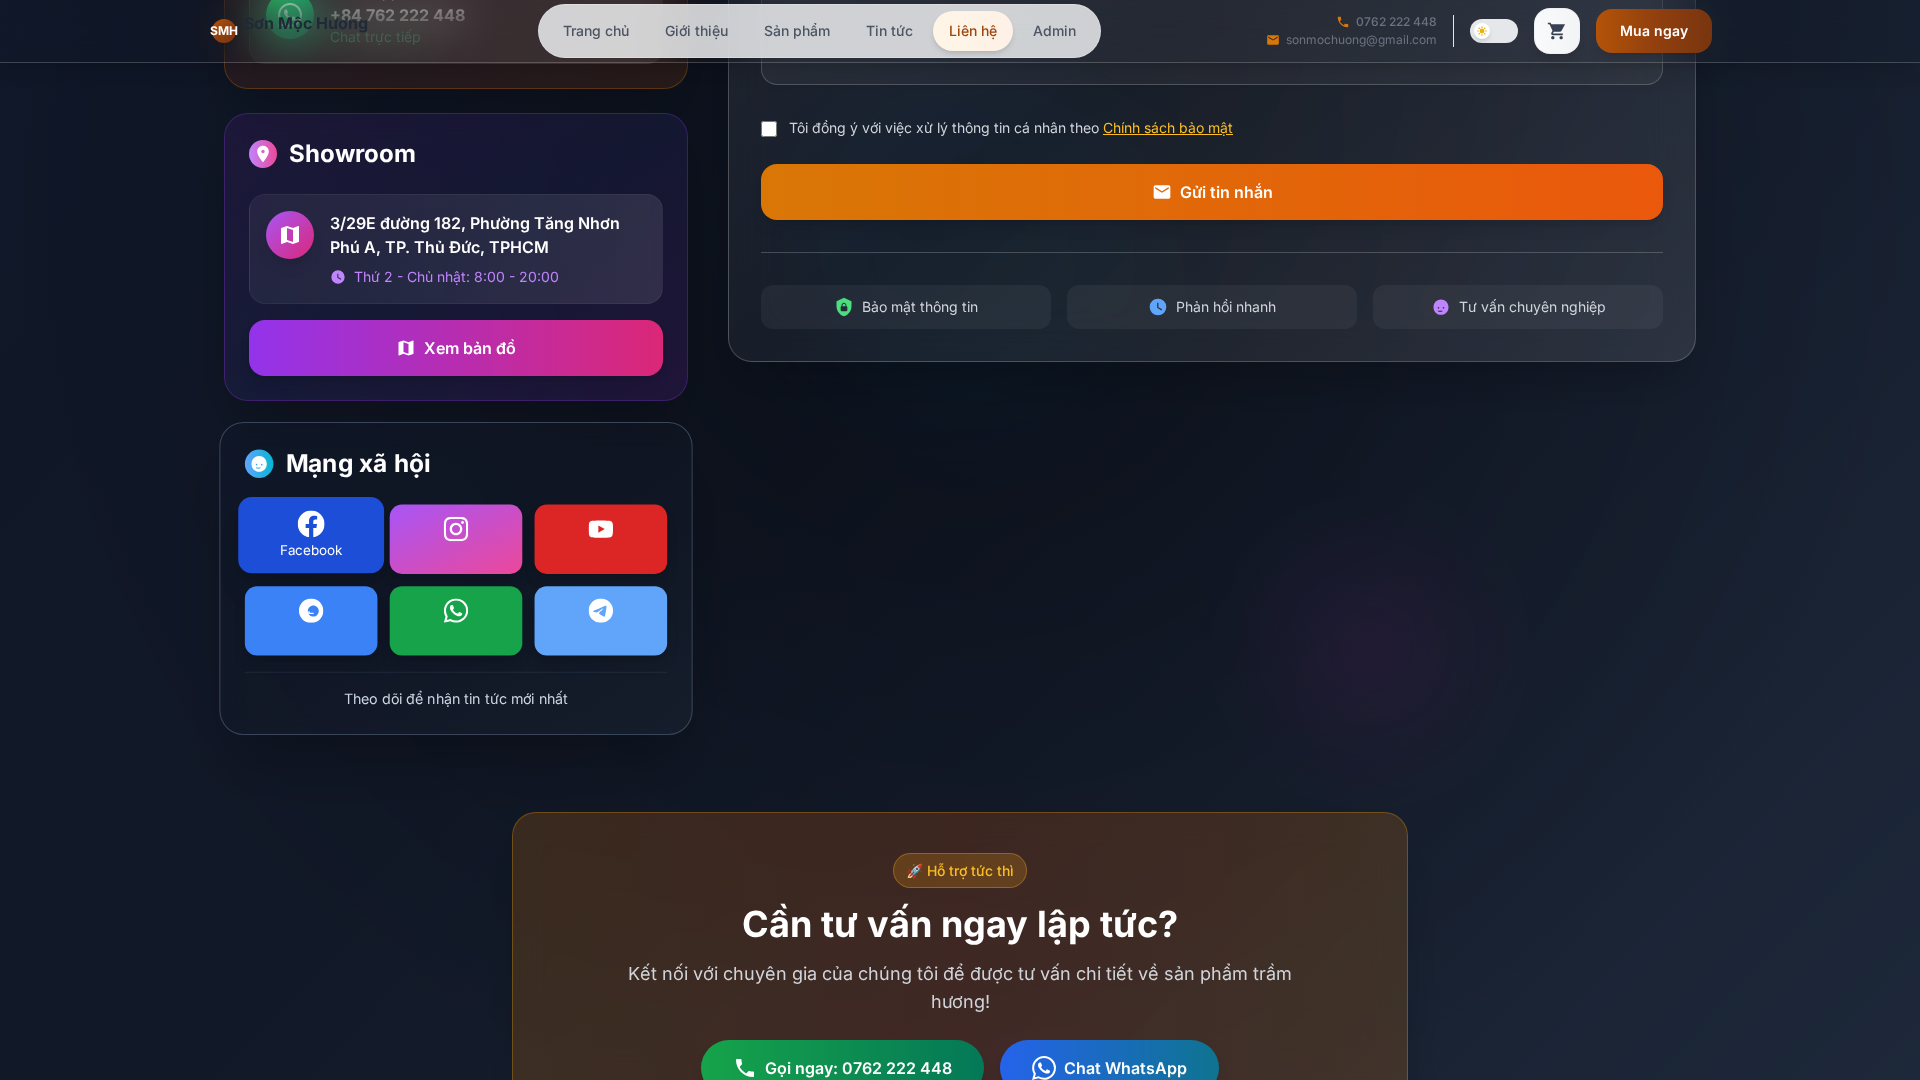 SMH
Sơn Mộc Hương
Trang chủ
Giới thiệu
Sản phẩm
Tin tức
Liên hệ
Admin
0762 222 448
sonmochuong@gmail.com
Mua ngay
+84 762 222 448
Chat trực tiếp
Showroom
3/29E đường 182, Phường Tăng Nhơn
Phú A, TP. Thủ Đức, TPHCM
Thứ 2 - Chủ nhật: 8:00 - 20:00
Xem bản đồ
Mạng xã hội
Facebook
Theo dõi để nhận tin tức mới nhất
Tôi đồng ý với việc xử lý thông tin cá nhân theo Chính sách bảo mật
Gửi tin nhắn
Bảo mật thông tin
Phản hồi nhanh
Tư vấn chuyên nghiệp
🚀 Hỗ trợ tức thì
Cần tư vấn ngay lập tức?
Kết nối với chuyên gia của chúng tôi để được tư vấn chi tiết về sản phẩm trầm
hương!
Gọi ngay: 0762 222 448
Chat WhatsApp